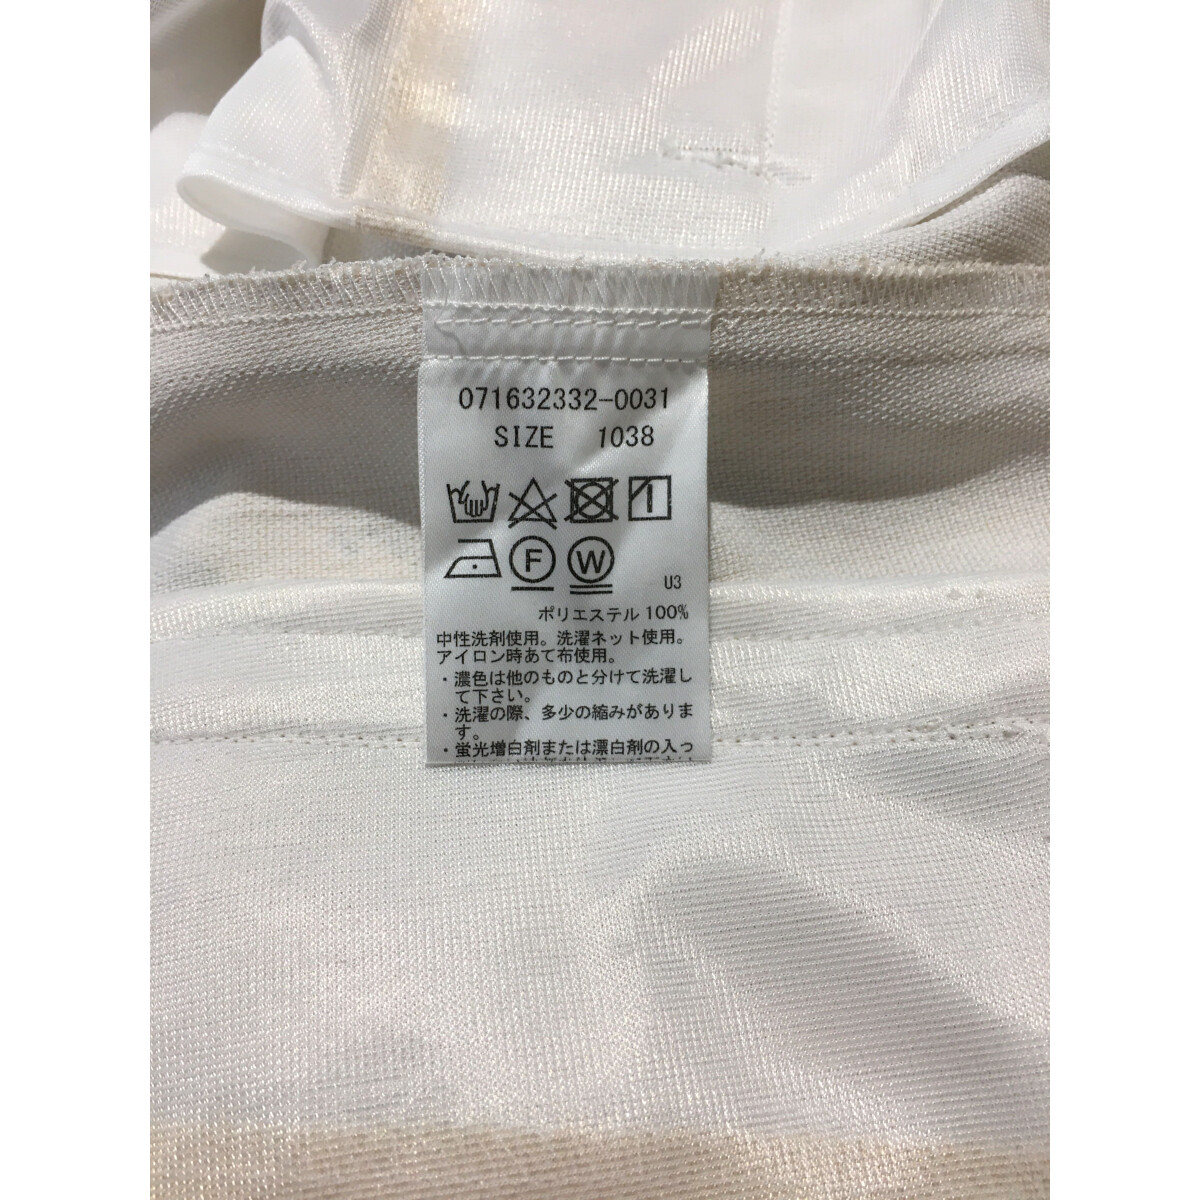 071632332-0031
SIZE 1038
F W
U3
ポリエステル100%
中性洗剤使用。洗濯ネット使用。
アイロン時あて布使用。
・濃色は他のものと分けて洗濯し
て下さい。
・洗濯の際、多少の縮みがありま
す。
・蛍光増白剤または漂白剤の入っ